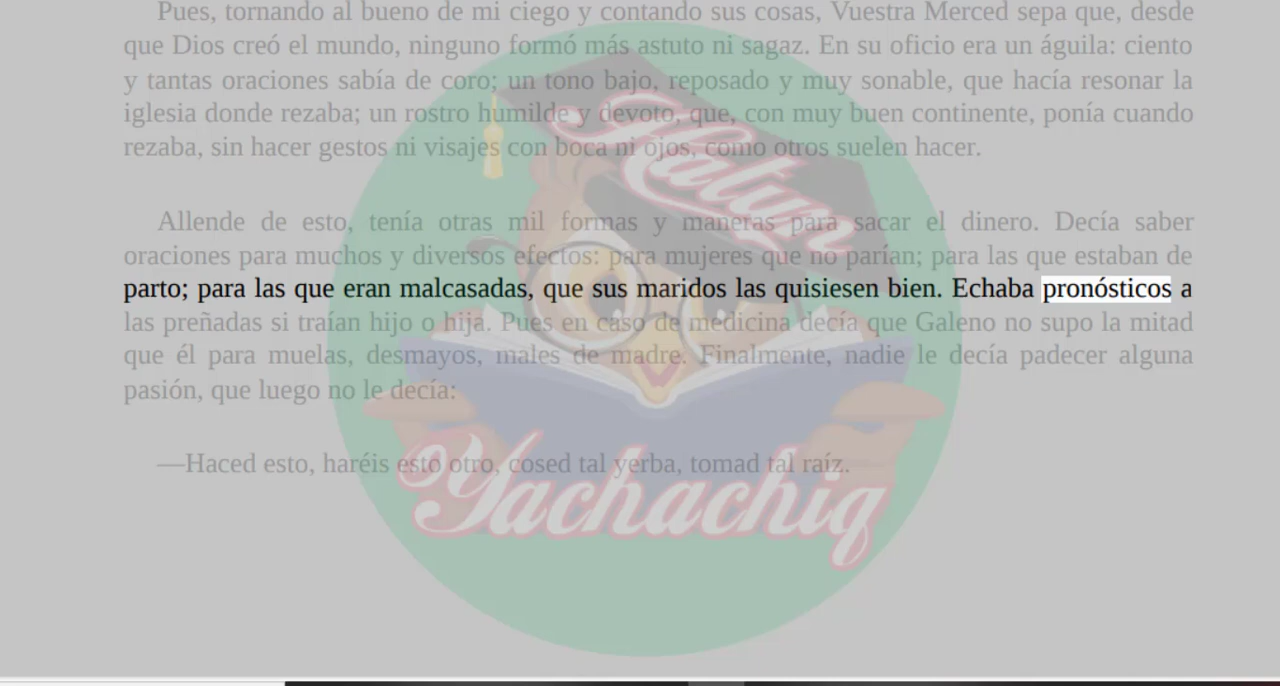 Pues, tornando al bueno de mi ciego y contando sus cosas, Vuestra Merced sepa que, desde
que Dios creó el mundo, ninguno formó más astuto ni sagaz. En su oficio era un águila: ciento
y tantas oraciones sabía de coro; un tono bajo, reposado y muy sonable, que hacía resonar la
iglesia donde rezaba; un rostro humilde y devoto, que, con muy buen continente, ponía cuando
rezaba, sin hacer gestos ni visajes con boca ni ojos, como otros suelen hacer.
Allende de esto, tenía otras mil formas y maneras para sacar el dinero. Decía saber
oraciones para muchos y diversos efectos: para mujeres que no parían; para las que estaban de
parto; para las que eran malcasadas, que sus maridos las quisiesen bien. Echaba pronósticos a
las preñadas si traían hijo o hija. Pues en caso de medicina decía que Galeno no supo la mitad
que él para muelas, desmayos, males de madre. Finalmente, nadie le decía padecer alguna
pasión, que luego no le decía:
—Haced esto, haréis esto otro, cosed tal yerba, tomad tal raíz.
Hatun
Yachachiq